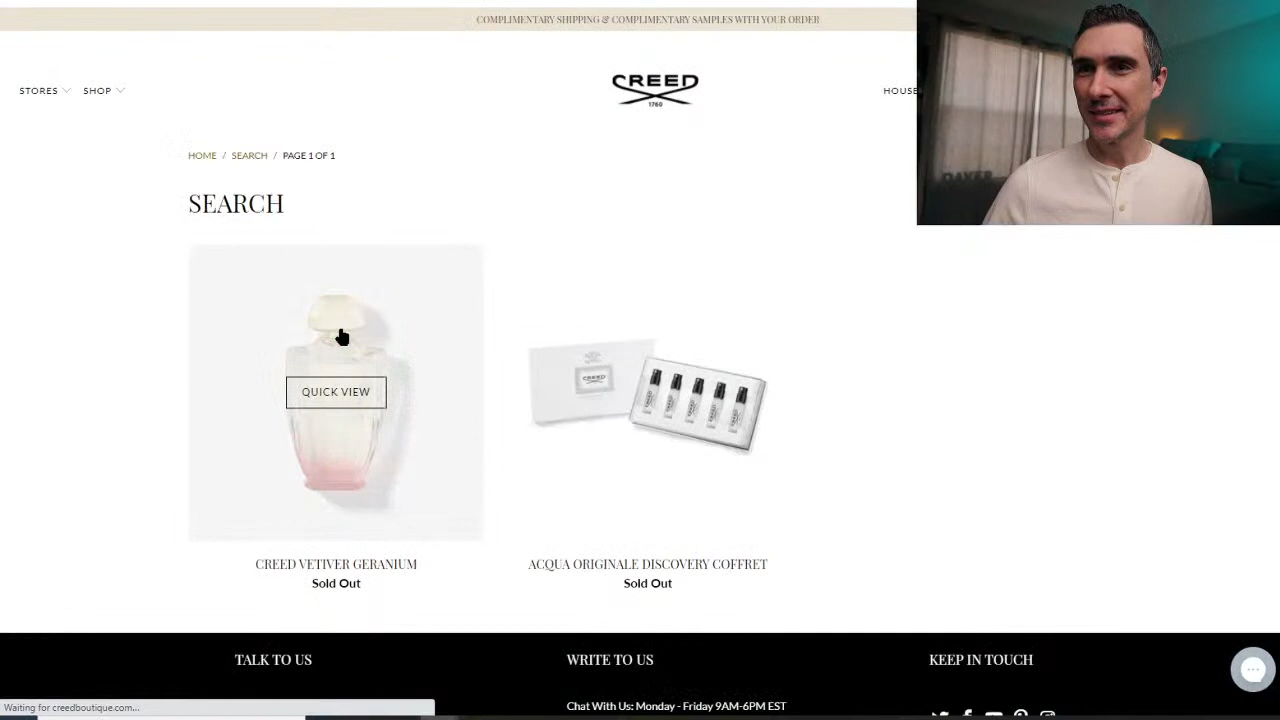 COMPLIMENTARY SHIPPING & COMPLIMENTARY SAMPLES WITH YOUR ORDER
STORES
SHOP
CREED
1760
HOUSE
HOME / SEARCH / PAGE 1 OF 1
SEARCH
QUICK VIEW
CREED
CREED VETIVER GERANIUM
Sold Out
ACQUA ORIGINALE DISCOVERY COFFRET
Sold Out
TALK TO US
WRITE TO US
KEEP IN TOUCH
Chat With Us: Monday - Friday 9AM-6PM EST
Waiting for creedboutique.com...